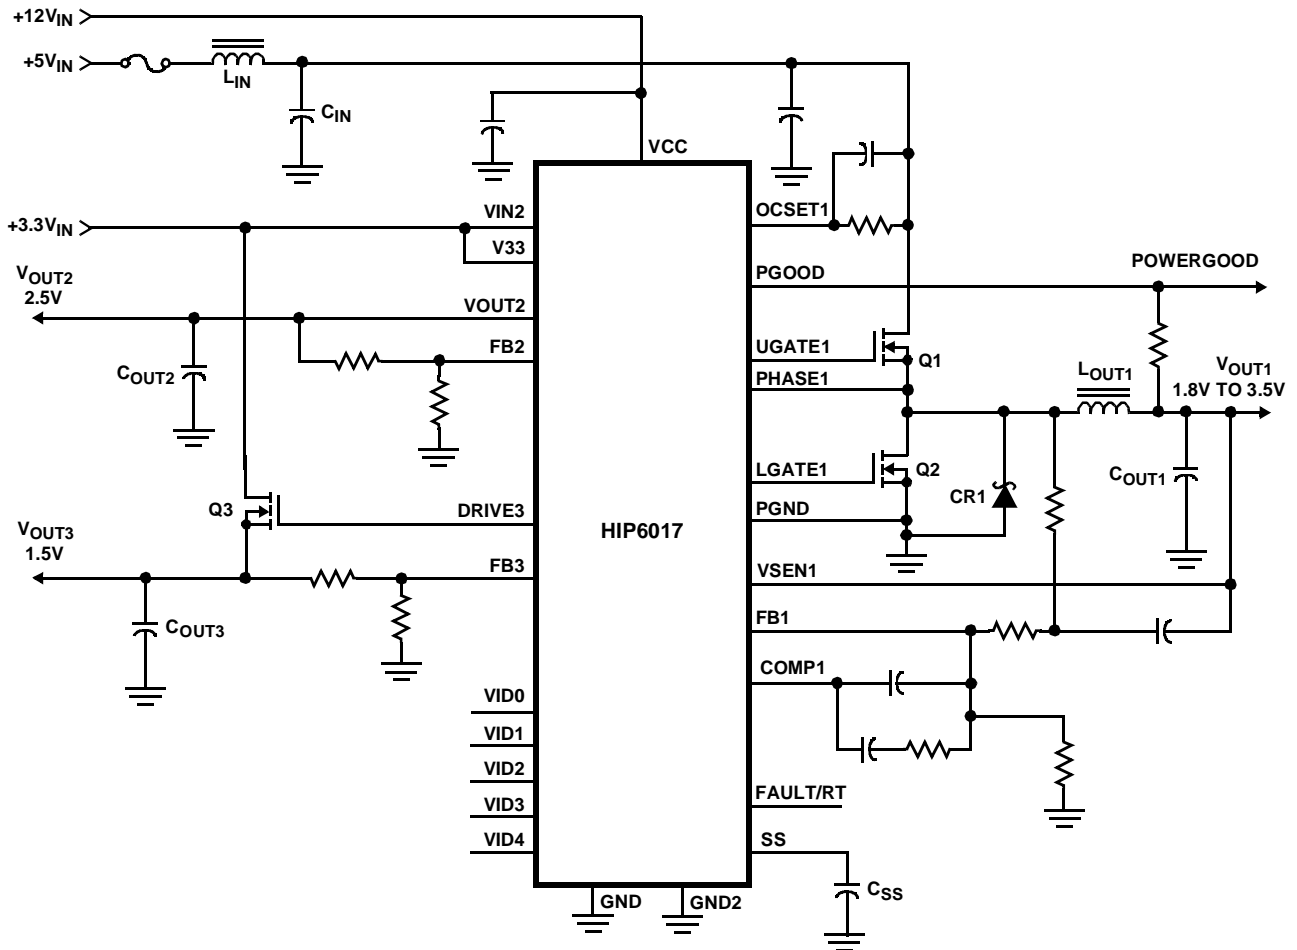 +12VIN
+5VIN
LIN
CIN
VCC
+3.3VIN
VIN2
V33
OCSET1
VOUT2
2.5V
VOUT2
FB2
COUT2
PGOOD
POWERGOOD
UGATE1
Q1
PHASE1
LOUT1
VOUT1
1.8V TO 3.5V
LGATE1
Q2
CR1
COUT1
PGND
Q3
DRIVE3
HIP6017
VOUT3
1.5V
FB3
COUT3
VSEN1
FB1
COMP1
VID0
VID1
VID2
VID3
VID4
FAULT/RT
SS
CSS
GND
GND2